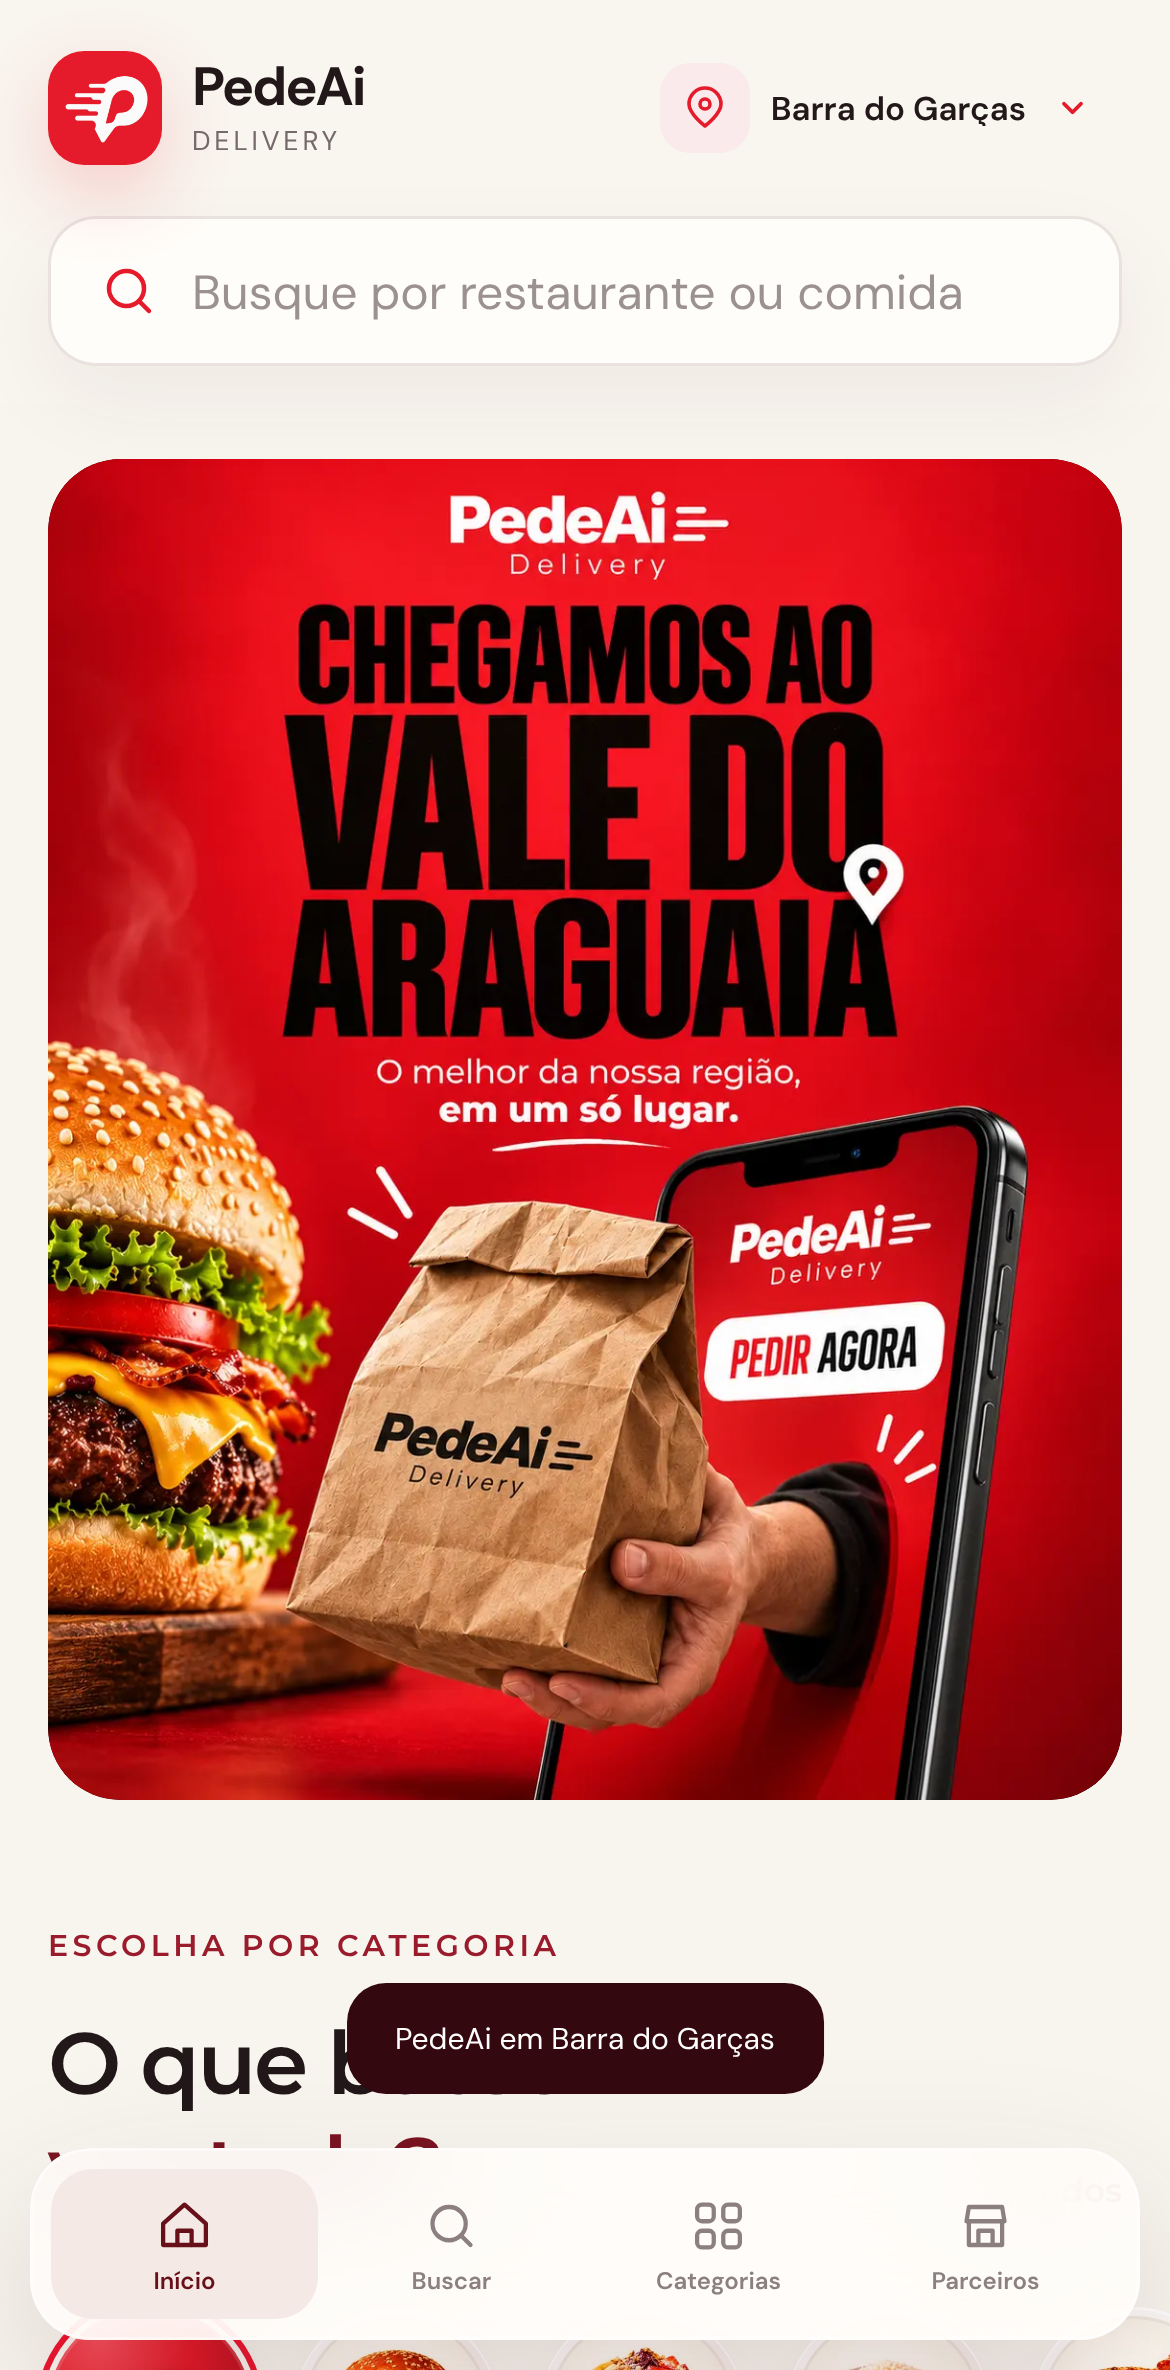 PedeAi
DELIVERY
Barra do Garças
Busque por restaurante ou comida
PedeAi
Delivery
CHEGAMOS AO
VALE DO
ARAGUAIA
O melhor da nossa região,
em um só lugar.
PedeAi
Delivery
PEDIR AGORA
PedeAi
Delivery
ESCOLHA POR CATEGORIA
O que
PedeAi em Barra do Garças
Início
Buscar
Categorias
Parceiros